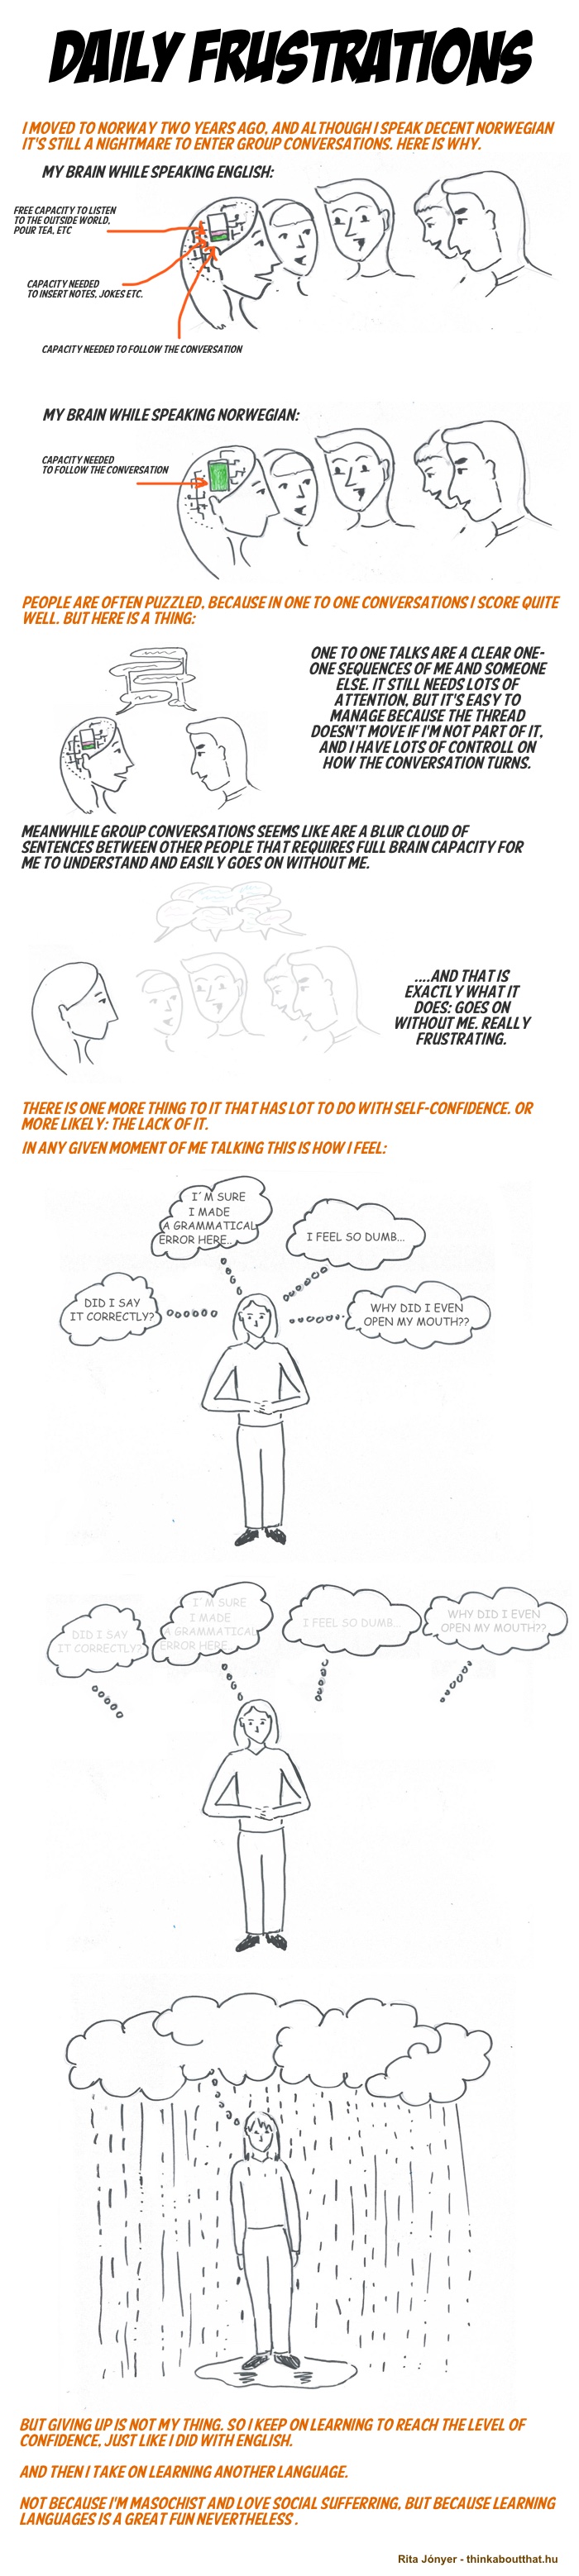 DAILY FRUSTRATIONS
I MOVED TO NORWAY TWO YEARS AGO, AND ALTHOUGH I SPEAK DECENT NORWEGIAN
IT'S STILL A NIGHTMARE TO ENTER GROUP CONVERSATIONS. HERE IS WHY.
MY BRAIN WHILE SPEAKING ENGLISH:
FREE CAPACITY TO LISTEN
TO THE OUTSIDE WORLD,
POUR TEA, ETC
CAPACITY NEEDED
TO INSERT NOTES, JOKES ETC.
CAPACITY NEEDED TO FOLLOW THE CONVERSATION
MY BRAIN WHILE SPEAKING NORWEGIAN:
CAPACITY NEEDED
TO FOLLOW THE CONVERSATION
PEOPLE ARE OFTEN PUZZLED, BECAUSE IN ONE TO ONE CONVERSATIONS I SCORE QUITE
WELL. BUT HERE IS A THING:
ONE TO ONE TALKS ARE A CLEAR ONE-
ONE SEQUENCES OF ME AND SOMEONE
ELSE. IT STILL NEEDS LOTS OF
ATTENTION, BUT IT'S EASY TO
MANAGE BECAUSE THE THREAD
DOESN'T MOVE IF I'M NOT PART OF IT,
AND I HAVE LOTS OF CONTROLL ON
HOW THE CONVERSATION TURNS.
MEANWHILE GROUP CONVERSATIONS SEEMS LIKE ARE A BLUR CLOUD OF
SENTENCES BETWEEN OTHER PEOPLE THAT REQUIRES FULL BRAIN CAPACITY FOR
ME TO UNDERSTAND AND EASILY GOES ON WITHOUT ME.
....AND THAT IS
EXACTLY WHAT IT
DOES: GOES ON
WITHOUT ME. REALLY
FRUSTRATING.
THERE IS ONE MORE THING TO IT THAT HAS LOT TO DO WITH SELF-CONFIDENCE. OR
MORE LIKELY: THE LACK OF IT.
IN ANY GIVEN MOMENT OF ME TALKING THIS IS HOW I FEEL:
I'M SURE
I MADE
A GRAMMATICAL
ERROR HERE...
I FEEL SO DUMB...
DID I SAY
IT CORRECTLY?
WHY DID I EVEN
OPEN MY MOUTH??
DID I SAY
IT CORRECTLY?
I'M SURE
I MADE
A GRAMMATICAL
ERROR HERE...
I FEEL SO DUMB...
WHY DID I EVEN
OPEN MY MOUTH??
BUT GIVING UP IS NOT MY THING. SO I KEEP ON LEARNING TO REACH THE LEVEL OF
CONFIDENCE, JUST LIKE I DID WITH ENGLISH.
AND THEN I TAKE ON LEARNING ANOTHER LANGUAGE.
NOT BECAUSE I'M MASOCHIST AND LOVE SOCIAL SUFFERRING, BUT BECAUSE LEARNING
LANGUAGES IS A GREAT FUN NEVERTHELESS .
Rita Jónyer - thinkaboutthat.hu